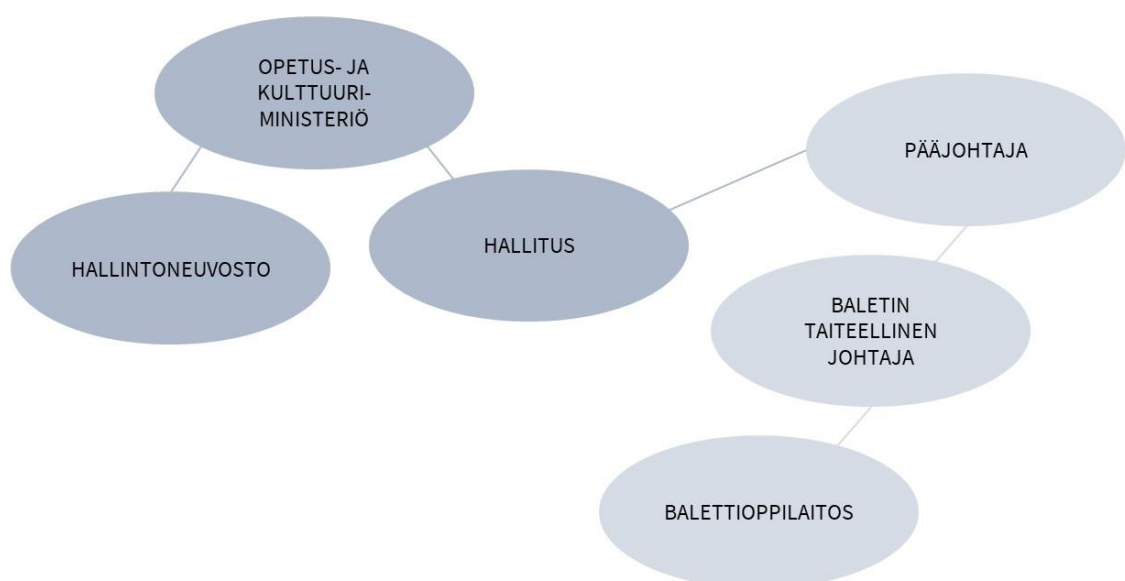 OPETUS- JA
KULTTUURI-
MINISTERIÖ
PÄÄJOHTAJA
HALLITUS
HALLINTONEUVOSTO
BALETIN
TAITEELLINEN
JOHTAJA
BALETTIOPPILAITOS